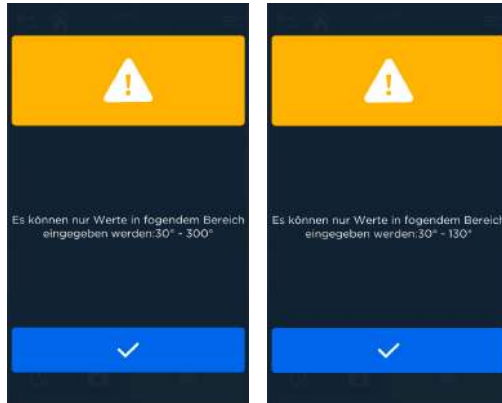 Es können nur Werte in fogendem Bereich
eingegeben werden:30° - 300°
Es können nur Werte in fogendem Bereich
eingegeben werden:30° - 130°